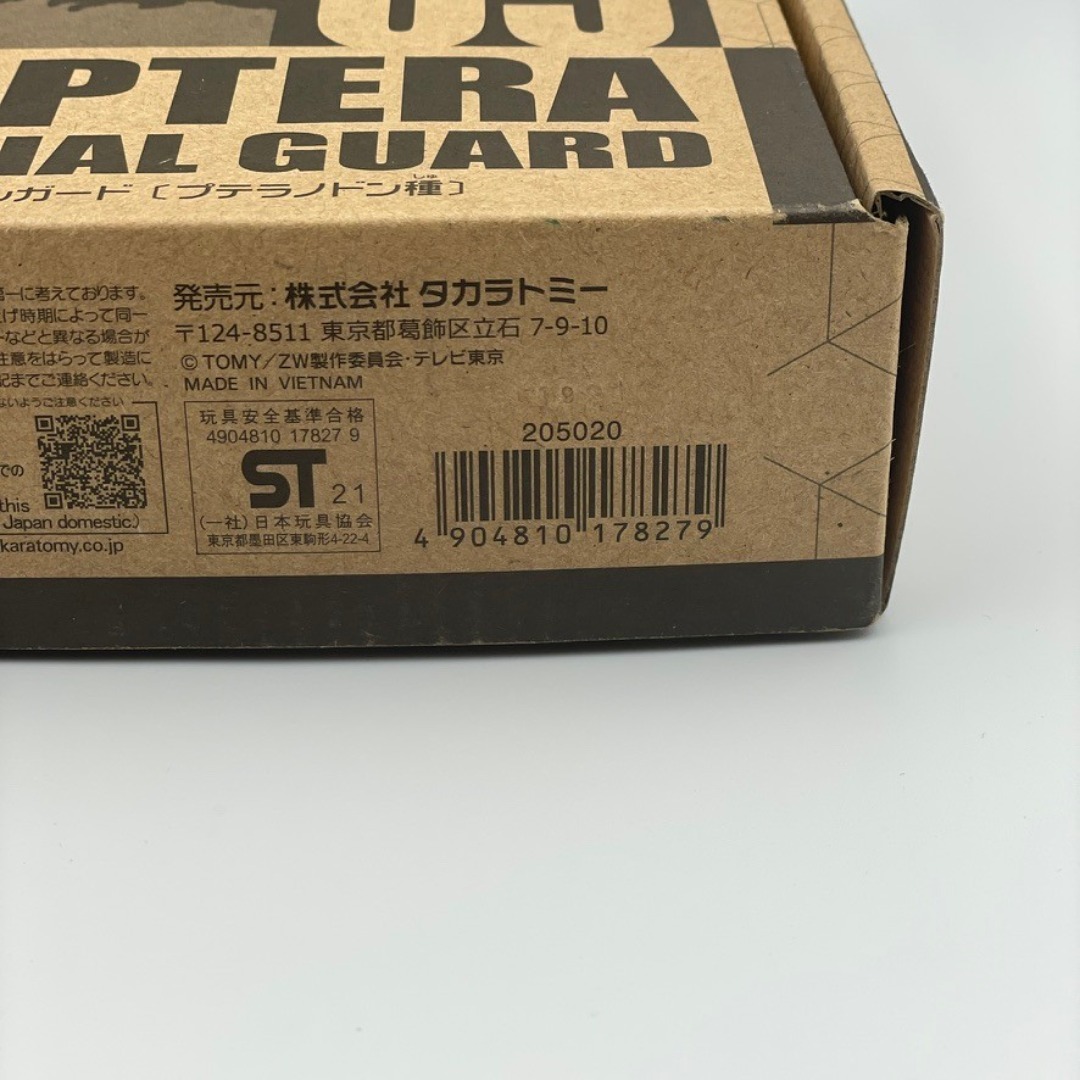 PTERA
GUARD
ガード〔プテラノドン種〕
しゅ
一に考えております。
げ時期によって同一
などと異なる場合が
注意をはらって製造に
記までご連絡ください。
ないようご注意ください
での
this
Japan domestic.)
karatomy.co.jp
発売元：株式会社 タカラトミー
〒124-8511 東京都葛飾区立石 7-9-10
© TOMY/ZW製作委員会・テレビ東京
MADE IN VIETNAM
玩具安全基準合格
4904810 17827 9
ST 21
(一社)日本玩具協会
東京都墨田区東駒形4-22-4
205020
4 904810 178279